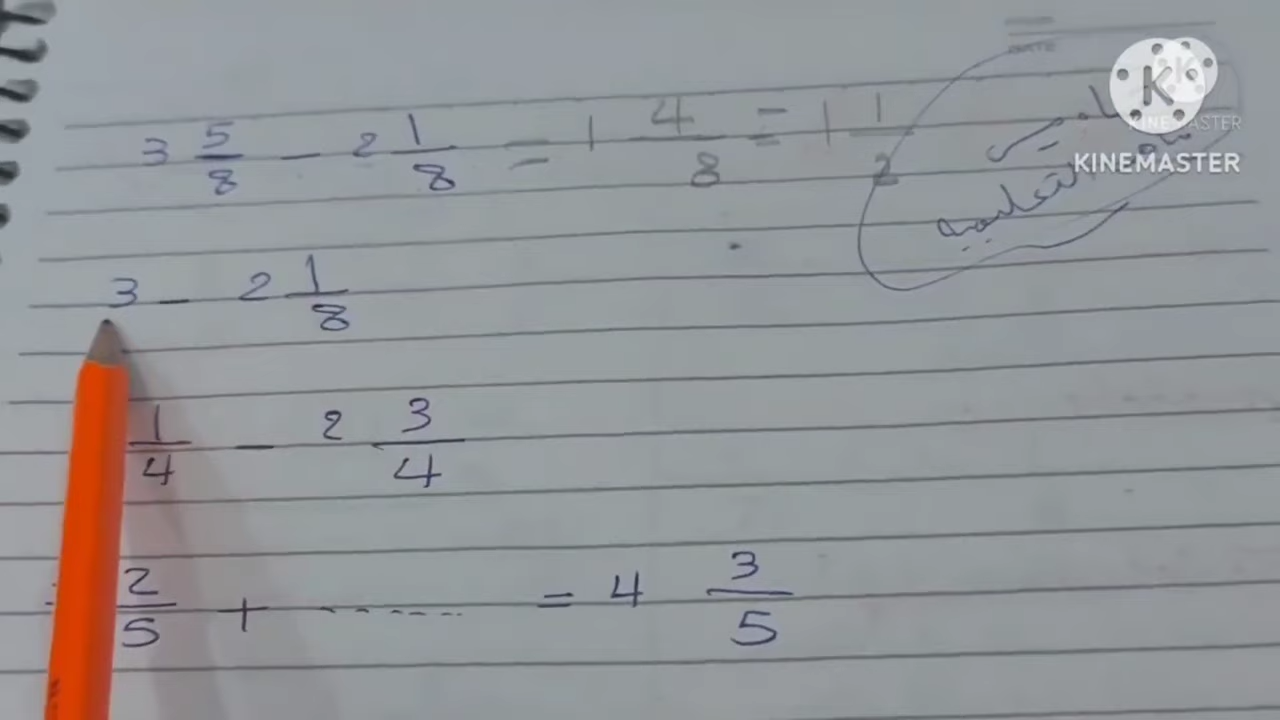 3 5/8 - 2 1/8 = 1 4/8 = 1 1/2
التعليمية
KINEMASTER
3 - 2 1/8
1/4 - 2 3/4
2/5 + ------ = 4 3/5